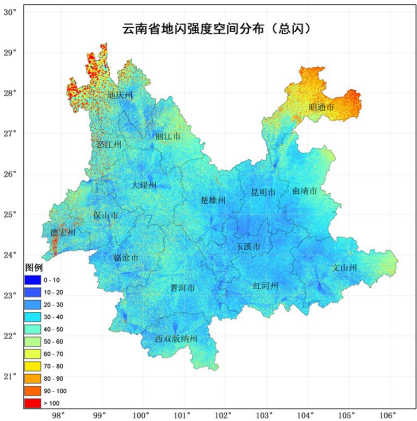 云南省地闪强度空间分布（总闪）
30°
29°
28°
27°
26°
25°
24°
23°
22°
21°
迪庆州
昭通市
丽江市
怒江州
大理州
楚雄州
昆明市
曲靖市
保山市
德宏州
玉溪市
临沧市
文山州
普洱市
红河州
西双版纳州
图例
0 - 10
10 - 20
20 - 30
30 - 40
40 - 50
50 - 60
60 - 70
70 - 80
80 - 90
90 - 100
> 100
98° 99° 100° 101° 102° 103° 104° 105° 106°